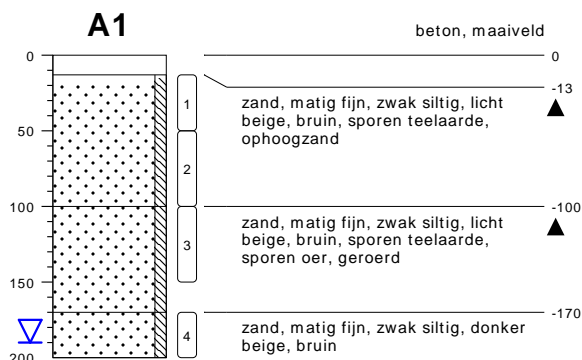 A1
beton, maaiveld
0
0
-13
1
zand, matig fijn, zwak siltig, licht
beige, bruin, sporen teelaarde,
ophoogzand
50
2
100
-100
3
zand, matig fijn, zwak siltig, licht
beige, bruin, sporen teelaarde,
sporen oer, geroerd
150
-170
4
zand, matig fijn, zwak siltig, donker
beige, bruin
200